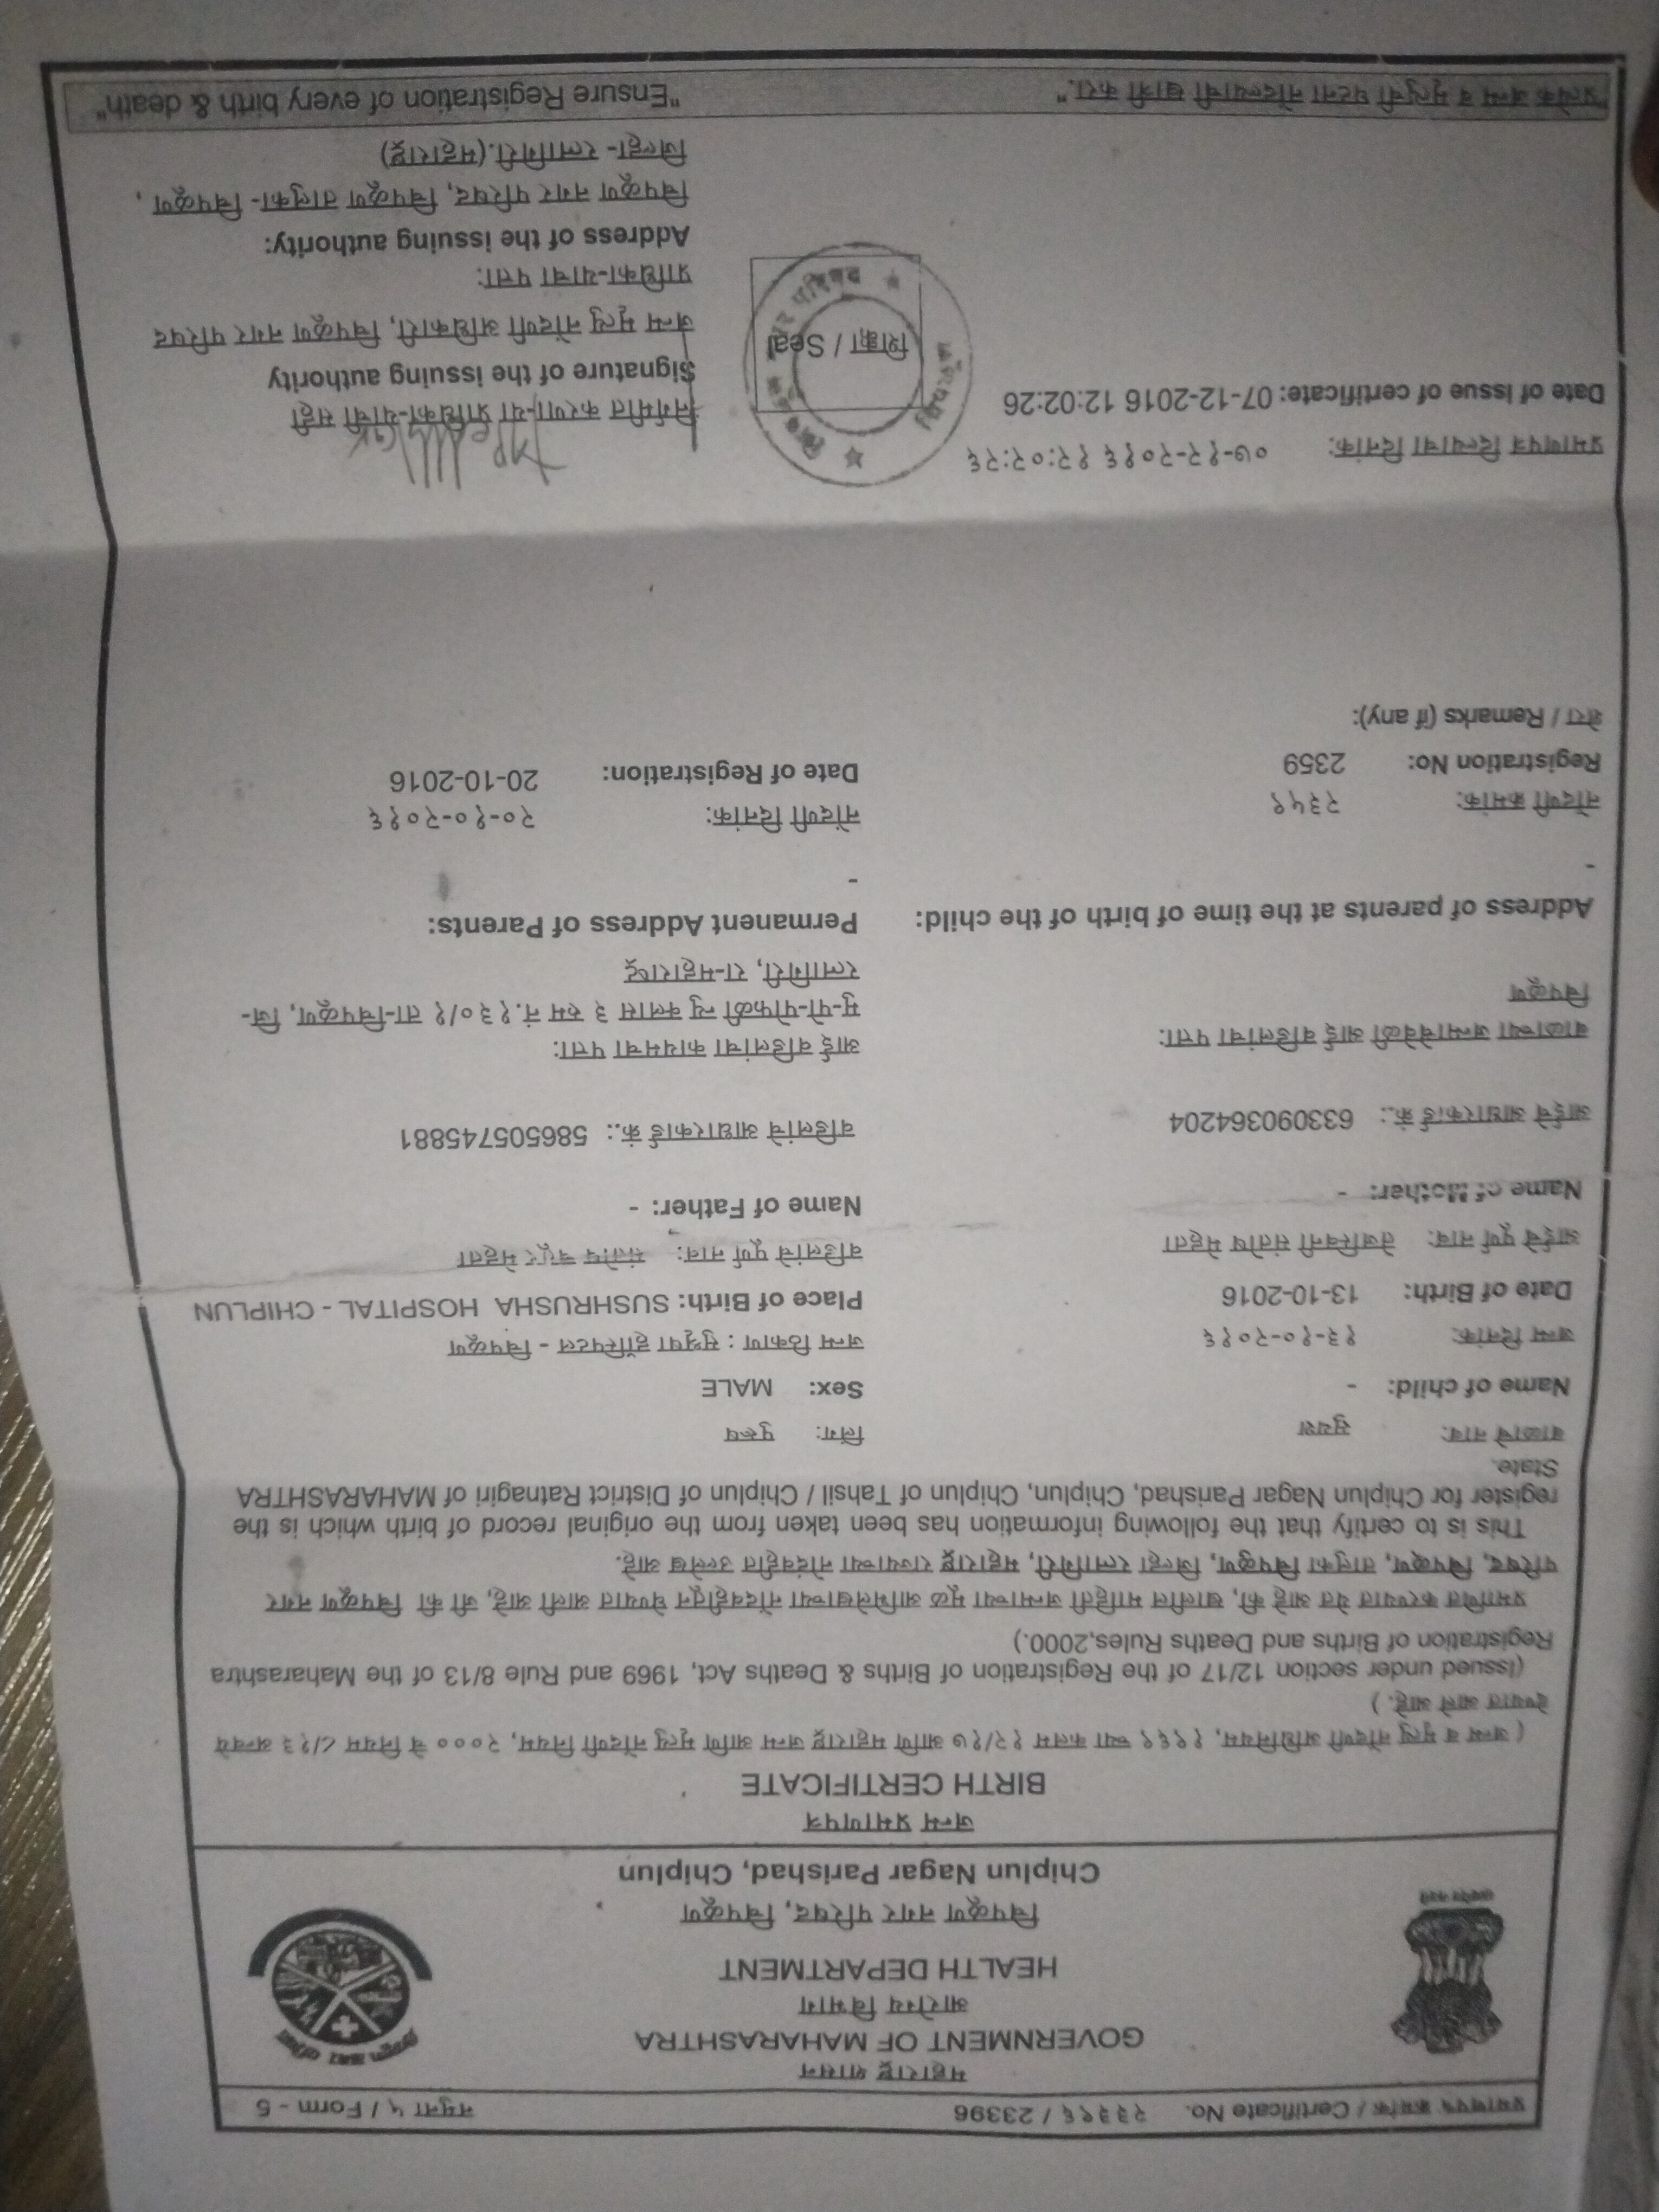 प्रमाणपत्र क्रमांक / Certificate No. २३३९६ / 23396 नमुना ५ / Form - 5
महाराष्ट्र शासन
GOVERNMENT OF MAHARASHTRA
आरोग्य विभाग
HEALTH DEPARTMENT
चिपळूण नगर परिषद, चिपळूण
Chiplun Nagar Parishad, Chiplun
जन्म प्रमाणपत्र
BIRTH CERTIFICATE
( जन्म व मृत्यु नोंदणी अधिनियम, १९६९ च्या कलम १२/१७ आणि महाराष्ट्र जन्म आणि मृत्यु नोंदणी नियम, २००० चे नियम ८/१३ अन्वये
देण्यात आले आहे. )
(Issued under section 12/17 of the Registration of Births & Deaths Act, 1969 and Rule 8/13 of the Maharashtra
Registration of Births and Deaths Rules,2000.)
प्रमाणित करण्यात येत आहे की, खालील माहिती जन्माच्या मूळ अभिलेखाच्या नोंदवहीतून घेण्यात आली आहे, जी की चिपळूण नगर
परिषद, चिपळूण, तालुका चिपळूण, जिल्हा रत्नागिरी, महाराष्ट्र राज्याच्या नोंदवहीत उल्लेख आहे.
This is to certify that the following information has been taken from the original record of birth which is the
register for Chiplun Nagar Parishad, Chiplun, Chiplun of Tahsil / Chiplun of District Ratnagiri of MAHARASHTRA
State.
बाळाचे नाव: सुयश लिंग: पुरूष
Name of child: - Sex: MALE
जन्म दिनांक: १३-१०-२०१६ जन्म ठिकाण : सुश्रुषा हॉस्पिटल - चिपळूण
Date of Birth: 13-10-2016 Place of Birth: SUSHRUSHA HOSPITAL - CHIPLUN
आईचे पूर्ण नाव: तेजस्विनी संतोष मेहता वडिलांचे पूर्ण नाव: संतोष मेहता
Name of Mother: - Name of Father: -
आईचे आधारकार्ड क्रं.: 633090364204 वडिलांचे आधारकार्ड क्रं.: 586505745881
बाळाच्या जन्मावेळी आई वडिलांचा पत्ता: आई वडिलांचा कायमचा पत्ता:
चिपळूण मु-पो-पोफळी न्यु क्लास ३ रुम नं.१३०/१ ता-चिपळूण, जि-
रत्नागिरी, रा-महाराष्ट्र
Address of parents at the time of birth of the child: Permanent Address of Parents:
- -
नोंदणी क्रमांक: २३५९ नोंदणी दिनांक: २०-१०-२०१६
Registration No: 2359 Date of Registration: 20-10-2016
शेरा / Remarks (if any):
प्रमाणपत्र दिल्याचा दिनांक: ०७-१२-२०१६ १२:०२:२६ निर्गमीत करणा-या प्राधिका-याची सही
Date of issue of certificate: 07-12-2016 12:02:26 Signature of the issuing authority
शिक्का / Seal
जन्म मृत्यु नोंदणी अधिकारी, चिपळूण नगर परिषद
प्राधिका-याचा पत्ता:
Address of the issuing authority:
चिपळूण नगर परिषद, चिपळूण तालुका- चिपळूण ,
जिल्हा- रत्नागिरी.(महाराष्ट्र)
"प्रत्येक जन्म व मृत्युची घटना नोंदल्याची खात्री करा." "Ensure Registration of every birth & death"